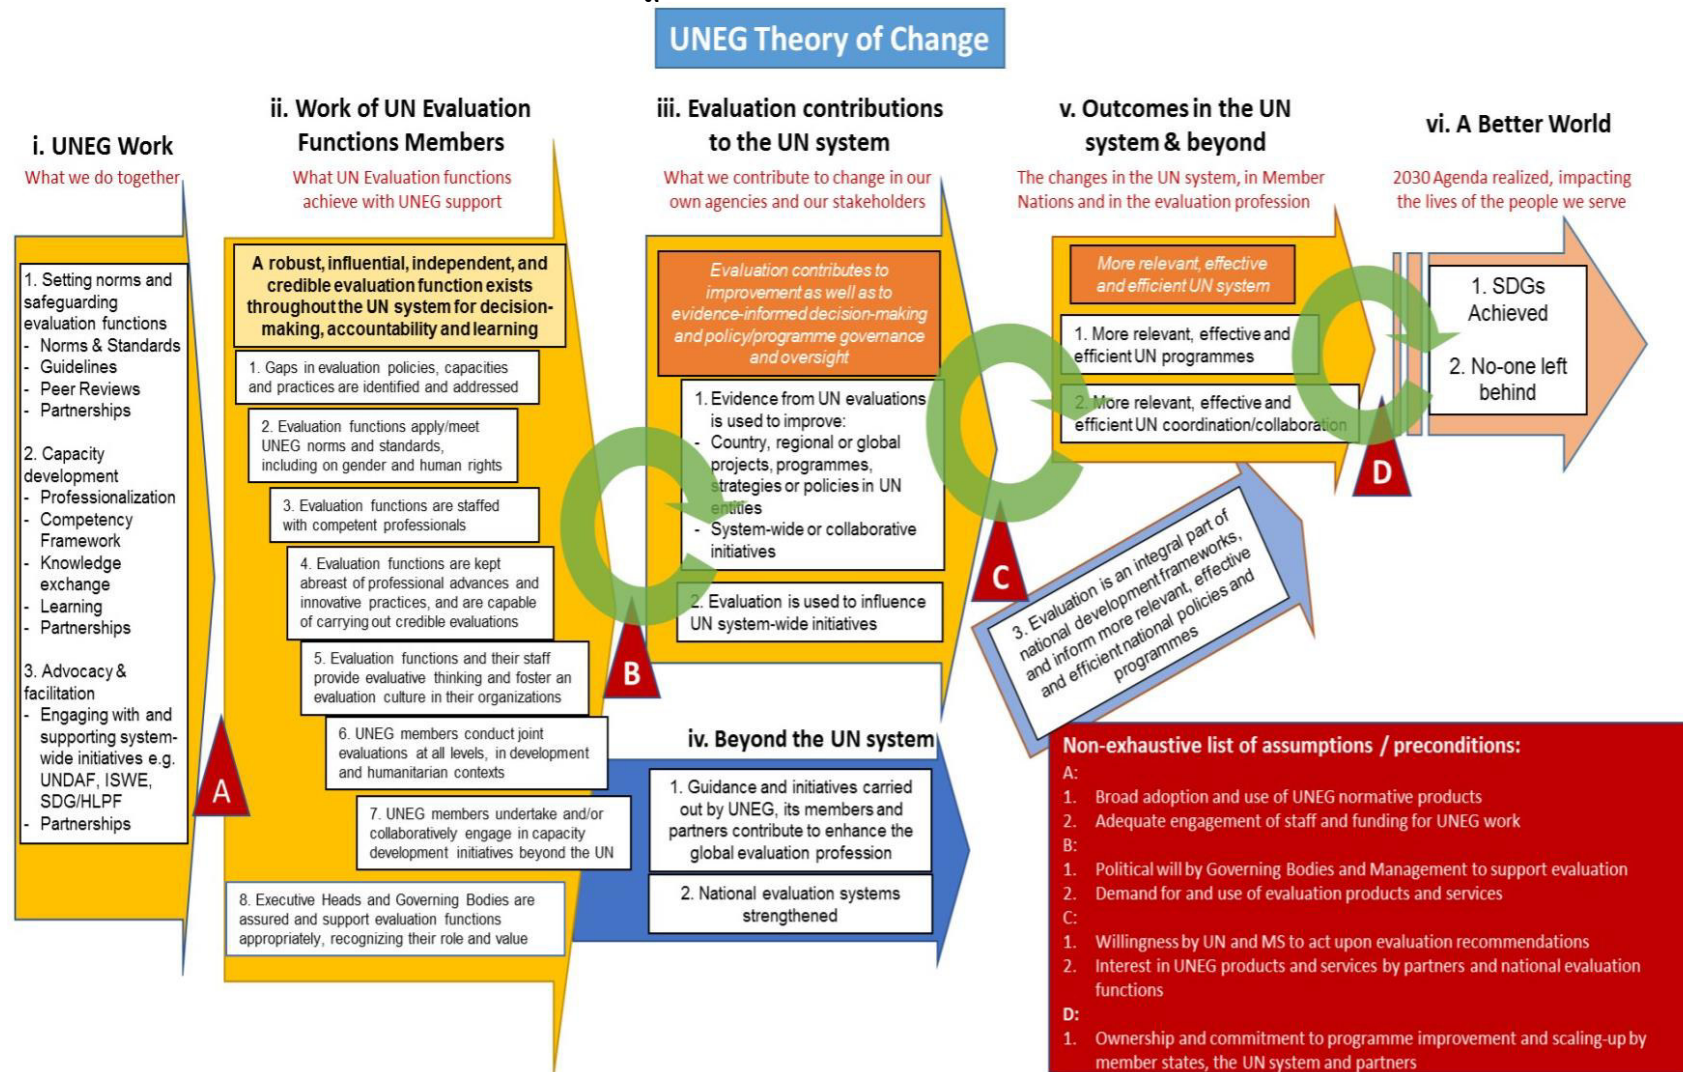 UNEG Theory of Change
i. UNEG Work
What we do together
1. Setting norms and
safeguarding
evaluation functions
- Norms & Standards
- Guidelines
- Peer Reviews
- Partnerships
2. Capacity
development
- Professionalization
- Competency
Framework
- Knowledge
exchange
- Learning
- Partnerships
3. Advocacy &
facilitation
- Engaging with and
supporting system-
wide initiatives e.g.
UNDAF, ISWE,
SDG/HLPF
- Partnerships
A
ii. Work of UN Evaluation
Functions Members
What UN Evaluation functions
achieve with UNEG support
A robust, influential, independent, and
credible evaluation function exists
throughout the UN system for decision-
making, accountability and learning
1. Gaps in evaluation policies, capacities
and practices are identified and addressed
2. Evaluation functions apply/meet
UNEG norms and standards,
including on gender and human rights
3. Evaluation functions are staffed
with competent professionals
4. Evaluation functions are kept
abreast of professional advances and
innovative practices, and are capable
of carrying out credible evaluations
5. Evaluation functions and their staff
provide evaluative thinking and foster an
evaluation culture in their organizations
6. UNEG members conduct joint
evaluations at all levels, in development
and humanitarian contexts
7. UNEG members undertake and/or
collaboratively engage in capacity
development initiatives beyond the UN
8. Executive Heads and Governing Bodies are
assured and support evaluation functions
appropriately, recognizing their role and value
B
iii. Evaluation contributions
to the UN system
What we contribute to change in our
own agencies and our stakeholders
Evaluation contributes to
improvement as well as to
evidence-informed decision-making
and policy/programme governance
and oversight
1. Evidence from UN evaluations
is used to improve:
- Country, regional or global
projects, programmes,
strategies or policies in UN
entities
- System-wide or collaborative
initiatives
2. Evaluation is used to influence
UN system-wide initiatives
iv. Beyond the UN system
1. Guidance and initiatives carried
out by UNEG, its members and
partners contribute to enhance the
global evaluation profession
2. National evaluation systems
strengthened
C
v. Outcomes in the UN
system & beyond
The changes in the UN system, in Member
Nations and in the evaluation profession
More relevant, effective
and efficient UN system
1. More relevant, effective and
efficient UN programmes
2. More relevant, effective and
efficient UN coordination/collaboration
3. Evaluation is an integral part of
national development frameworks,
and inform more relevant, effective
and efficient national policies and
programmes
D
vi. A Better World
2030 Agenda realized, impacting
the lives of the people we serve
1. SDGs
Achieved
2. No-one left
behind
Non-exhaustive list of assumptions / preconditions:
A:
1. Broad adoption and use of UNEG normative products
2. Adequate engagement of staff and funding for UNEG work
B:
1. Political will by Governing Bodies and Management to support evaluation
2. Demand for and use of evaluation products and services
C:
1. Willingness by UN and MS to act upon evaluation recommendations
2. Interest in UNEG products and services by partners and national evaluation
functions
D:
1. Ownership and commitment to programme improvement and scaling-up by
member states, the UN system and partners